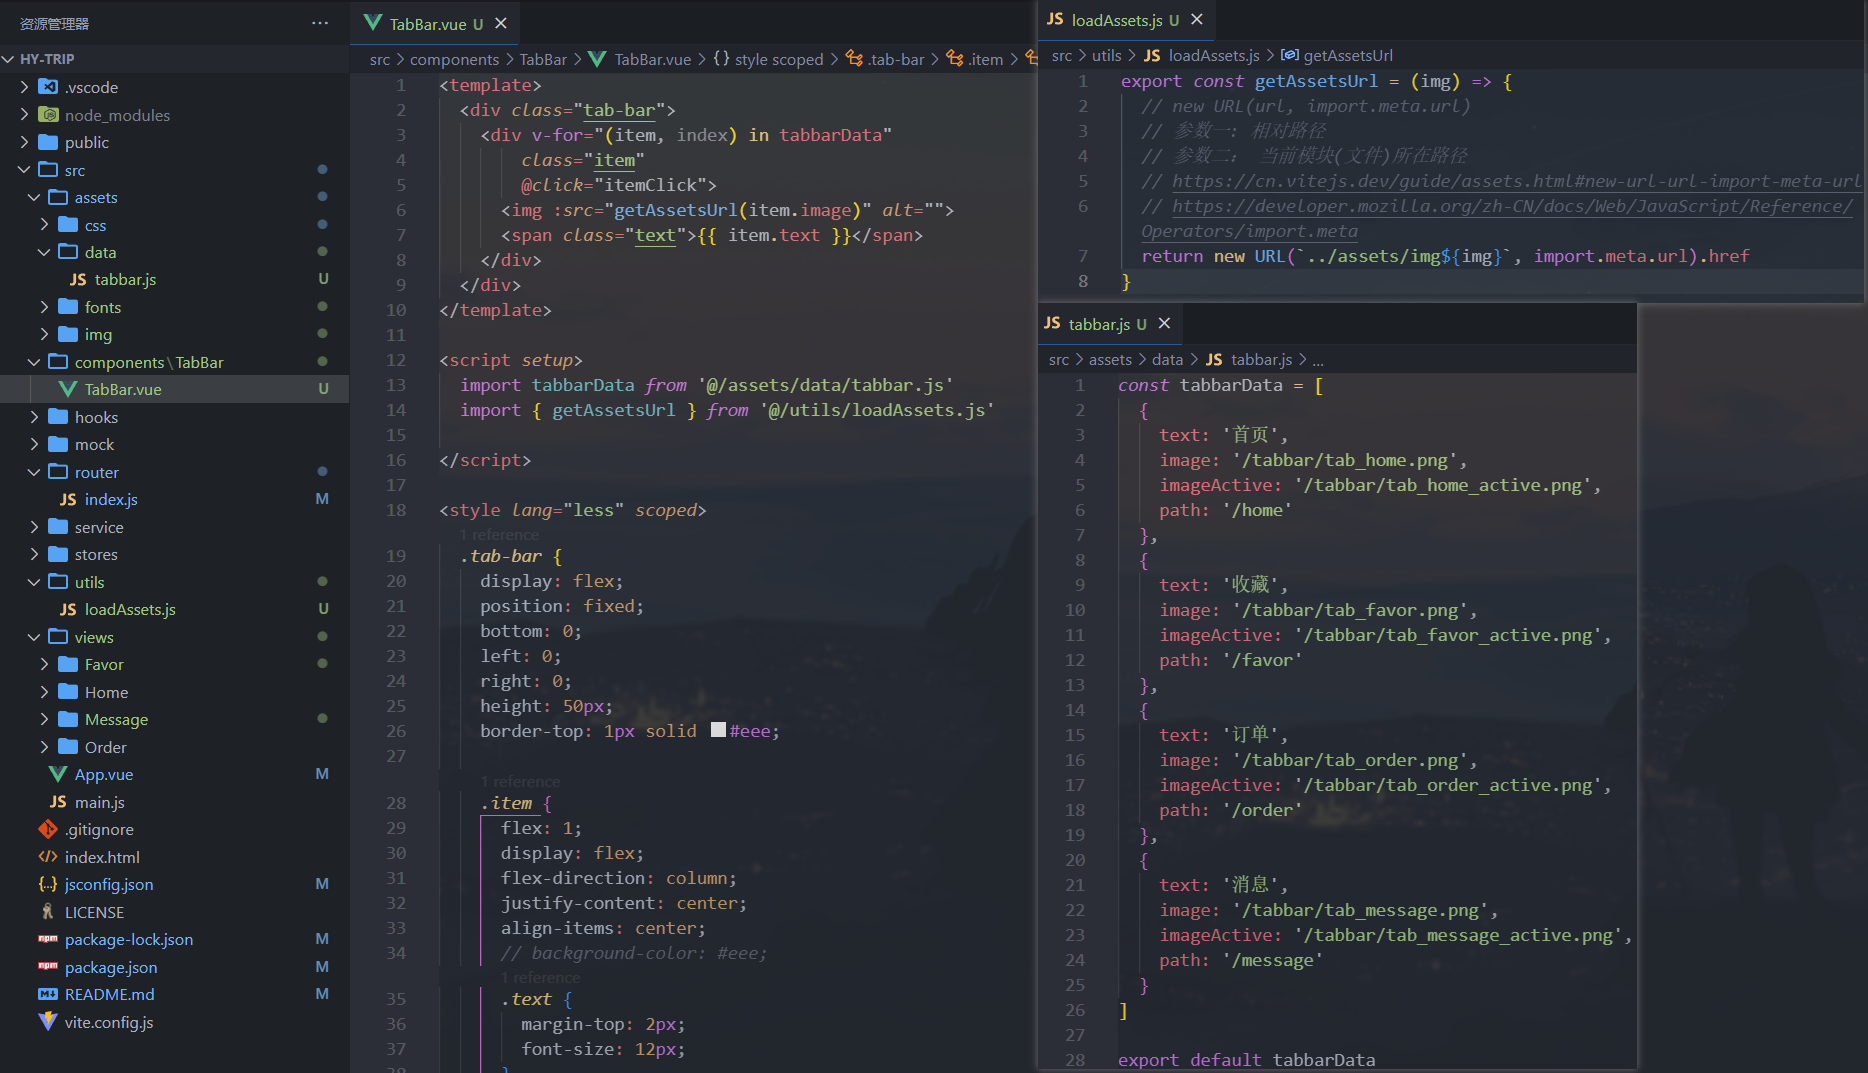 资源管理器
HY-TRIP
.vscode
node_modules
public
src
assets
css
data
JS tabbar.js U
fonts
img
components\TabBar
TabBar.vue U
hooks
mock
router
JS index.js M
service
stores
utils
JS loadAssets.js U
views
Favor
Home
Message
Order
App.vue M
JS main.js
.gitignore
index.html
{..} jsconfig.json M
LICENSE
npm package-lock.json M
npm package.json M
README.md M
vite.config.js
TabBar.vue U
src > components > TabBar > TabBar.vue > {} style scoped > .tab-bar > .item >
1 <template>
2 <div class="tab-bar">
3 <div v-for="(item, index) in tabbarData"
4 class="item"
5 @click="itemClick">
6 <img :src="getAssetsUrl(item.image)" alt="">
7 <span class="text">{{ item.text }}</span>
8 </div>
9 </div>
10 </template>
11
12 <script setup>
13 import tabbarData from '@/assets/data/tabbar.js'
14 import { getAssetsUrl } from '@/utils/loadAssets.js'
15
16 </script>
17
18 <style lang="less" scoped>
1 reference
19 .tab-bar {
20 display: flex;
21 position: fixed;
22 bottom: 0;
23 left: 0;
24 right: 0;
25 height: 50px;
26 border-top: 1px solid #eee;
27
1 reference
28 .item {
29 flex: 1;
30 display: flex;
31 flex-direction: column;
32 justify-content: center;
33 align-items: center;
34 // background-color: #eee;
1 reference
35 .text {
36 margin-top: 2px;
37 font-size: 12px;
38 }
JS loadAssets.js U
src > utils > JS loadAssets.js > getAssetsUrl
1 export const getAssetsUrl = (img) => {
2 // new URL(url, import.meta.url)
3 // 参数一: 相对路径
4 // 参数二: 当前模块(文件)所在路径
5 // https://cn.vitejs.dev/guide/assets.html#new-url-url-import-meta-url
6 // https://developer.mozilla.org/zh-CN/docs/Web/JavaScript/Reference/
Operators/import.meta
7 return new URL(`../assets/img${img}`, import.meta.url).href
8 }
JS tabbar.js U
src > assets > data > JS tabbar.js > ...
1 const tabbarData = [
2 {
3 text: '首页',
4 image: '/tabbar/tab_home.png',
5 imageActive: '/tabbar/tab_home_active.png',
6 path: '/home'
7 },
8 {
9 text: '收藏',
10 image: '/tabbar/tab_favor.png',
11 imageActive: '/tabbar/tab_favor_active.png',
12 path: '/favor'
13 },
14 {
15 text: '订单',
16 image: '/tabbar/tab_order.png',
17 imageActive: '/tabbar/tab_order_active.png',
18 path: '/order'
19 },
20 {
21 text: '消息',
22 image: '/tabbar/tab_message.png',
23 imageActive: '/tabbar/tab_message_active.png',
24 path: '/message'
25 }
26 ]
27
28 export default tabbarData